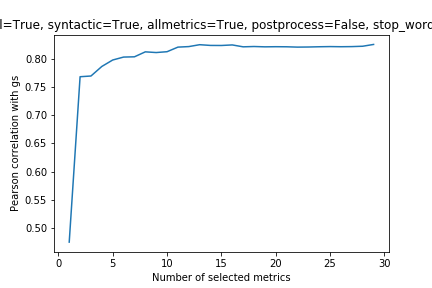 l=True, syntactic=True, allmetrics=True, postprocess=False, stop_word
0.80
0.75
0.70
0.65
0.60
0.55
0.50
Pearson correlation with gs
0 5 10 15 20 25 30
Number of selected metrics